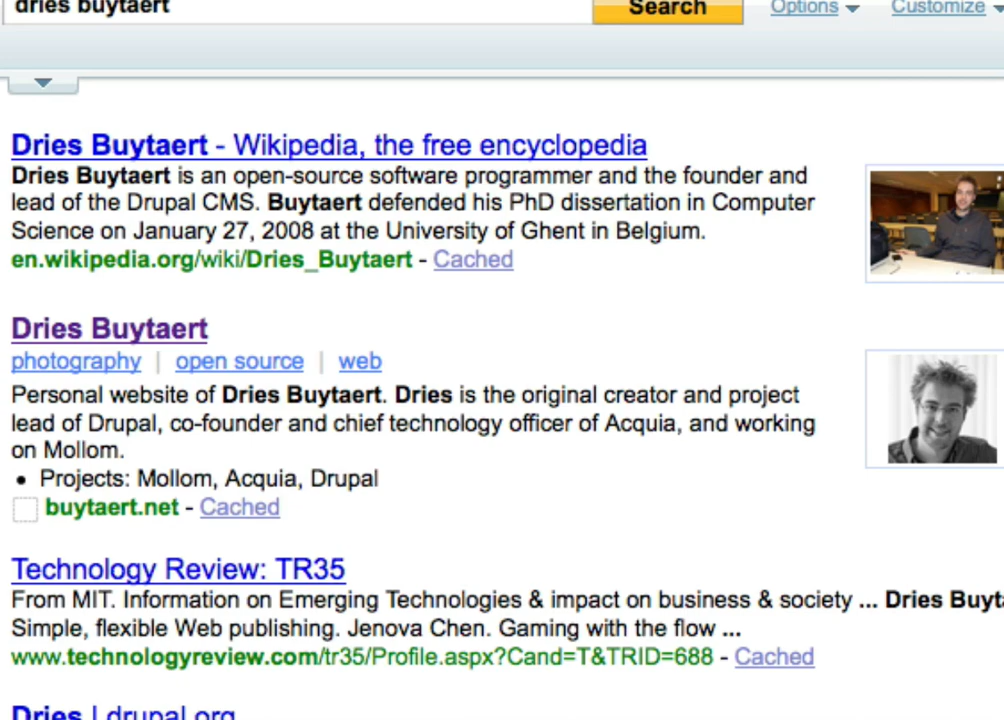 dries buytaert Search Options Customize
Dries Buytaert - Wikipedia, the free encyclopedia
Dries Buytaert is an open-source software programmer and the founder and
lead of the Drupal CMS. Buytaert defended his PhD dissertation in Computer
Science on January 27, 2008 at the University of Ghent in Belgium.
en.wikipedia.org/wiki/Dries_Buytaert - Cached
Dries Buytaert
photography | open source | web
Personal website of Dries Buytaert. Dries is the original creator and project
lead of Drupal, co-founder and chief technology officer of Acquia, and working
on Mollom.
• Projects: Mollom, Acquia, Drupal
buytaert.net - Cached
Technology Review: TR35
From MIT. Information on Emerging Technologies & impact on business & society ... Dries Buyta
Simple, flexible Web publishing. Jenova Chen. Gaming with the flow ...
www.technologyreview.com/tr35/Profile.aspx?Cand=T&TRID=688 - Cached
Dries | drupal.org